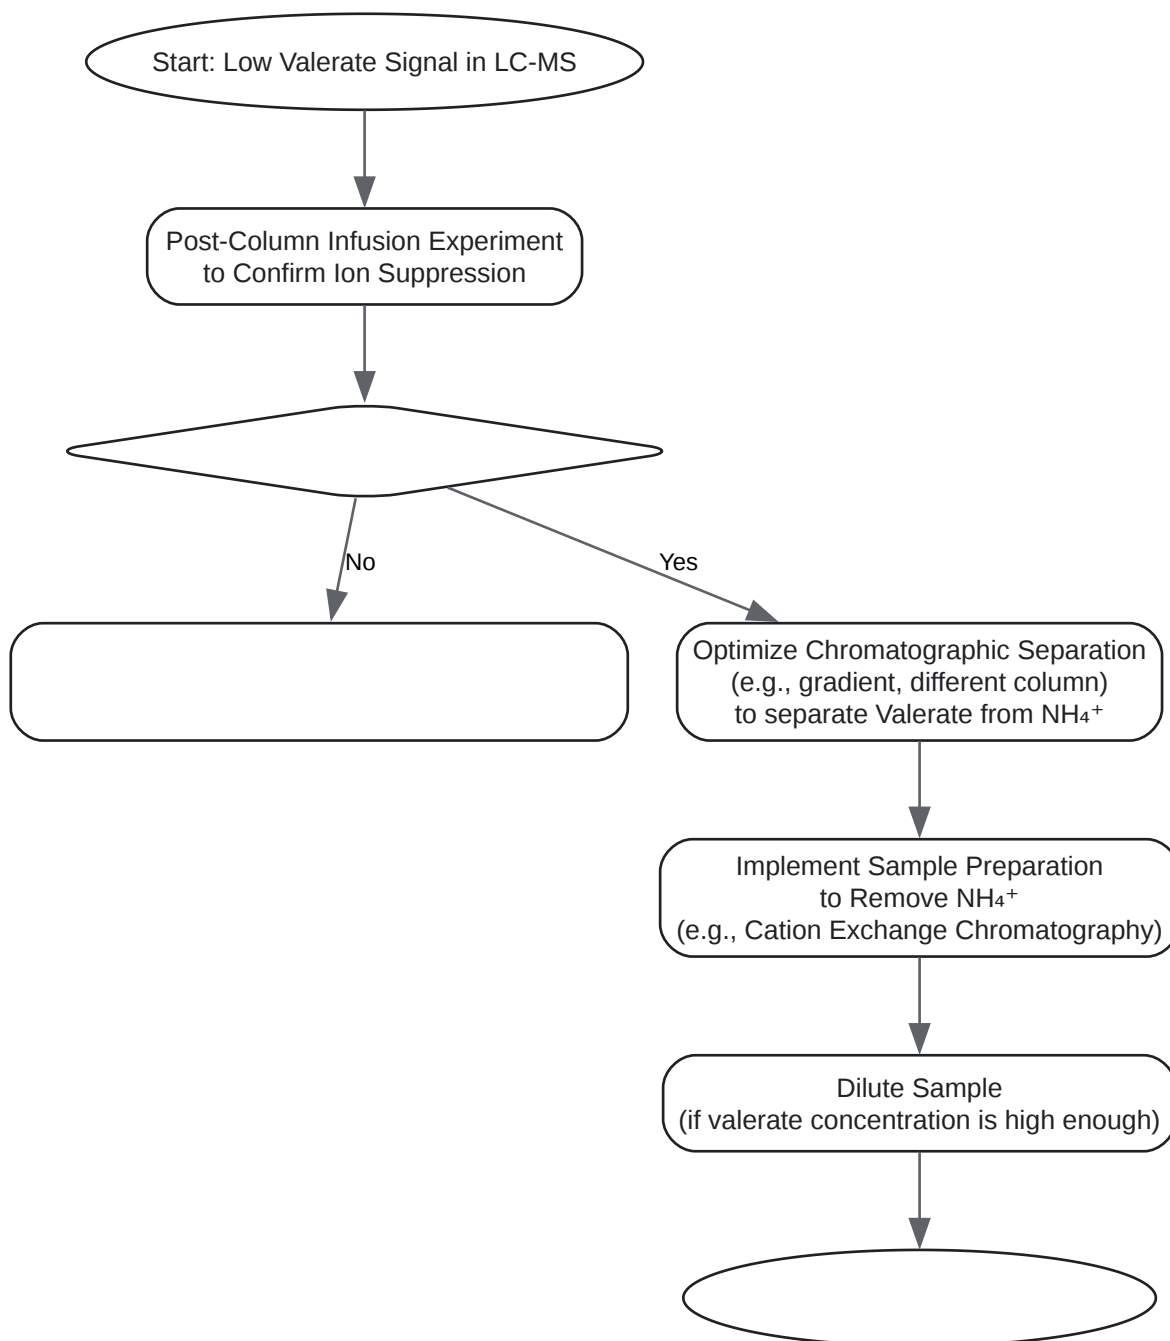 Start: Low Valerate Signal in LC-MS
Post-Column Infusion Experiment
to Confirm Ion Suppression
No
Yes
Optimize Chromatographic Separation
(e.g., gradient, different column)
to separate Valerate from NH₄⁺
Implement Sample Preparation
to Remove NH₄⁺
(e.g., Cation Exchange Chromatography)
Dilute Sample
(if valerate concentration is high enough)